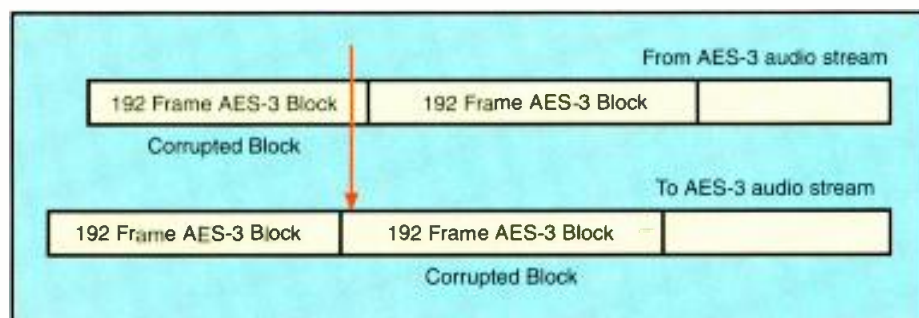 From AES-3 audio stream
192 Frame AES-3 Block 192 Frame AES-3 Block
Corrupted Block
To AES-3 audio stream
192 Frame AES-3 Block 192 Frame AES-3 Block
Corrupted Block